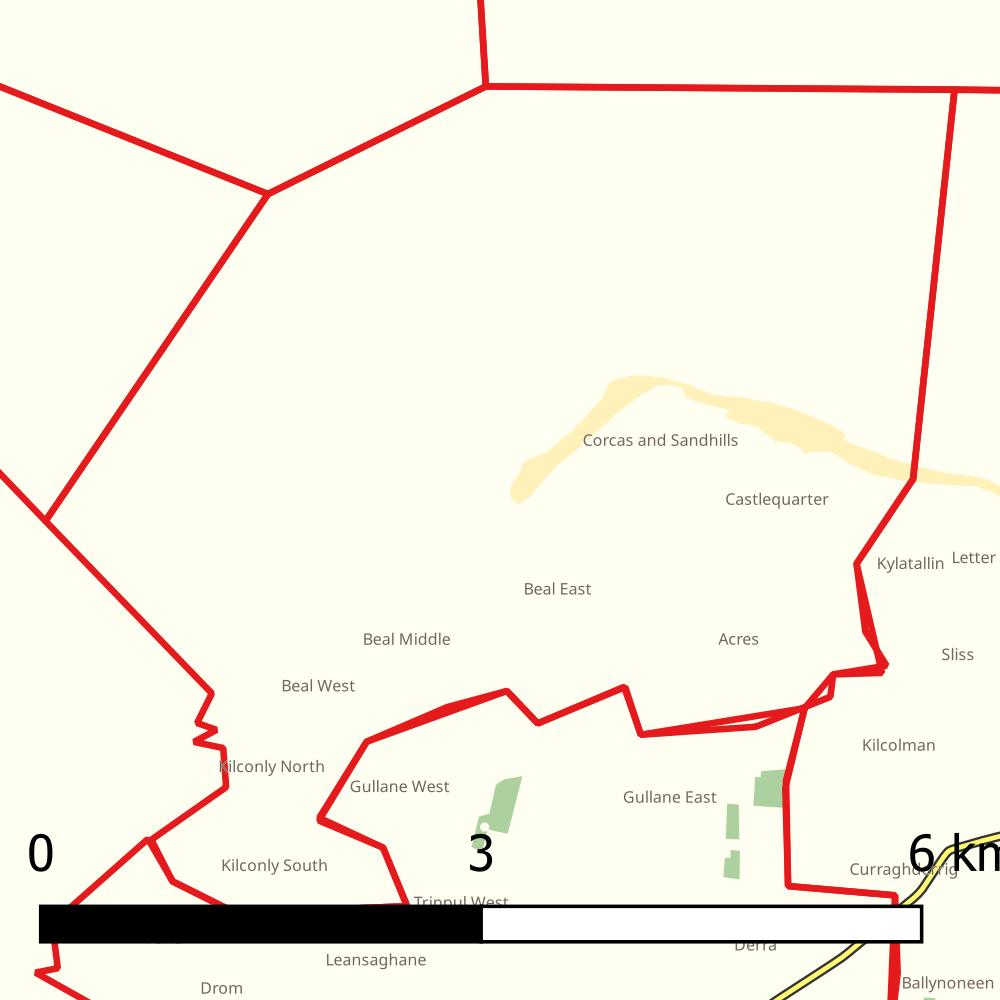 Corcas and Sandhills
Castlequarter
Kylatallin
Letter
Beal East
Beal Middle
Acres
Sliss
Beal West
Kilcolman
Kilconly North
Gullane West
Gullane East
0
3
6 km
Kilconly South
Trippul West
Derra
Leansaghane
Ballynoneen
Drom